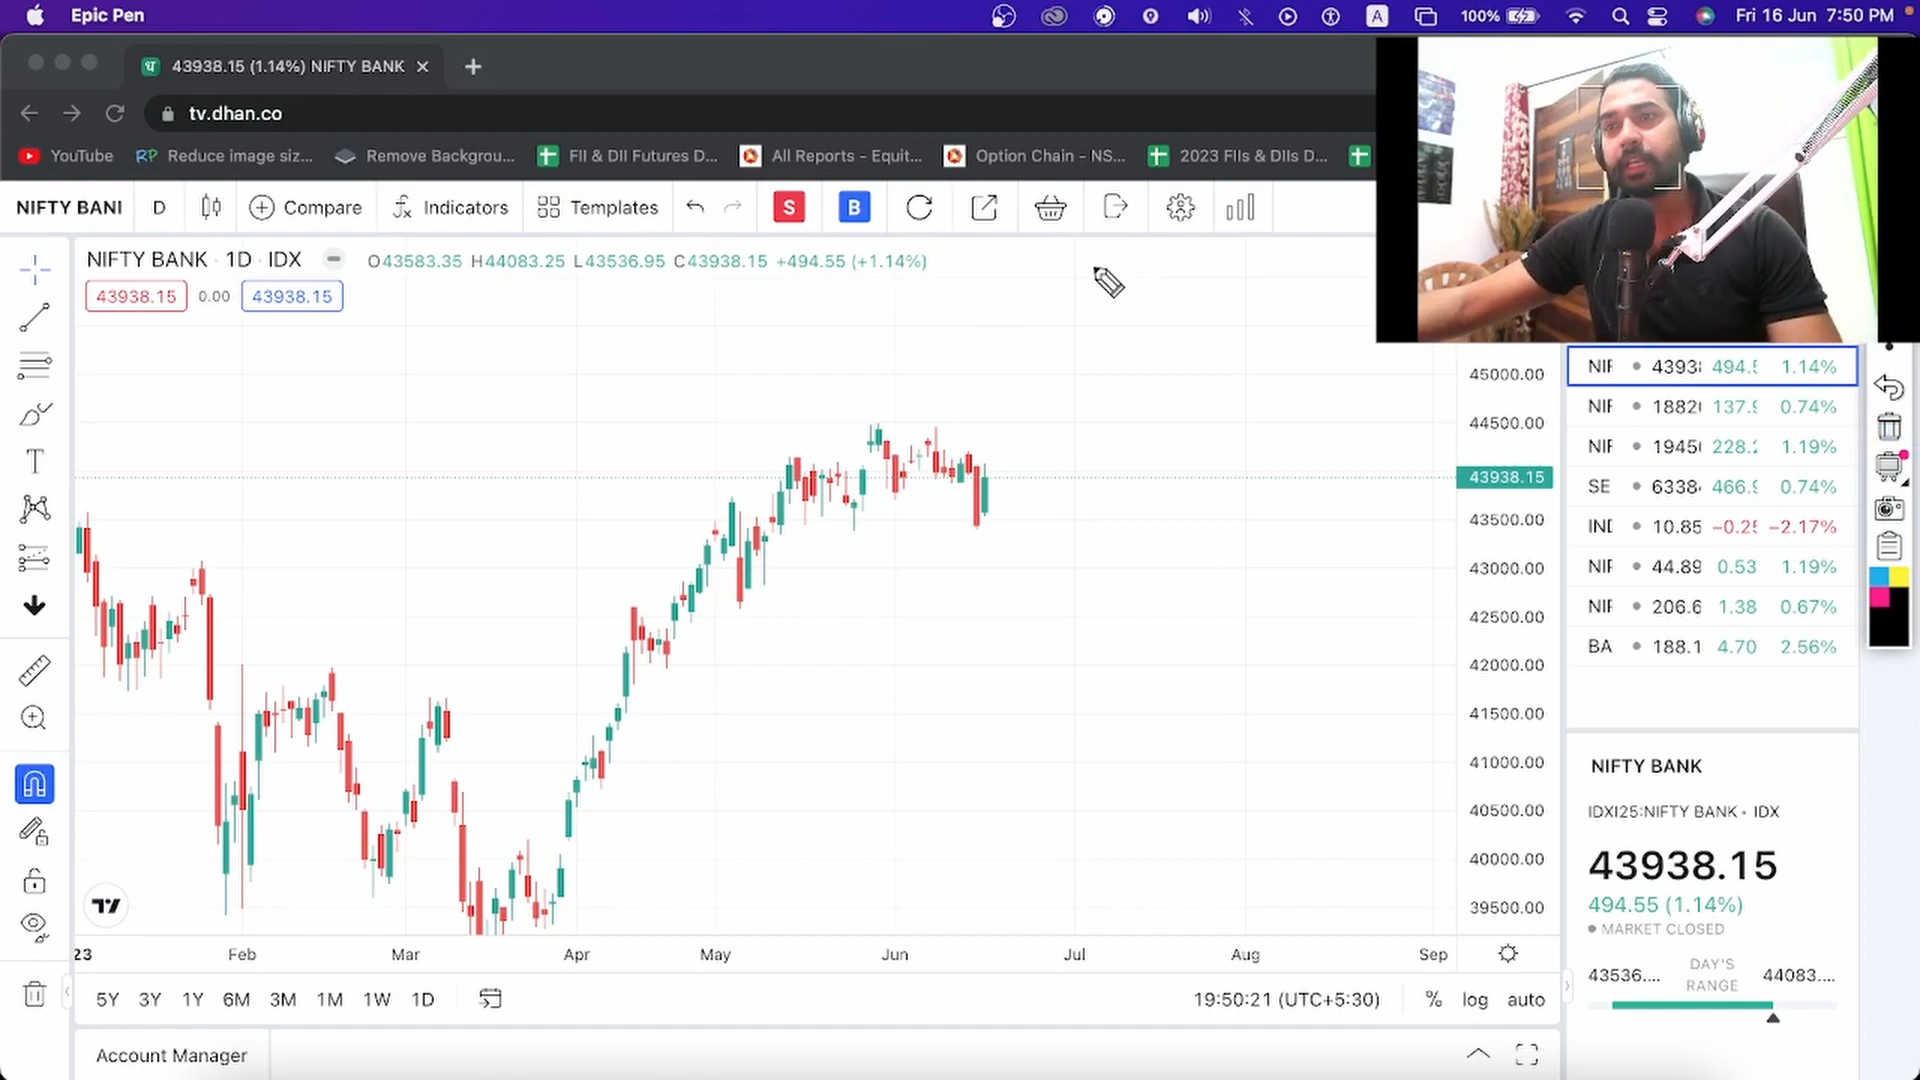 Epic Pen
A
100%
Fri 16 Jun 7:50 PM
43938.15 (1.14%) NIFTY BANK
tv.dhan.co
YouTube
RP Reduce image siz...
Remove Backgrou...
FII & DII Futures D...
All Reports - Equit...
Option Chain - NS...
2023 FIIs & DIIs D...
NIFTY BANI
D
Compare
Indicators
Templates
S
B
NIFTY BANK · 1D · IDX
O43583.35 H44083.25 L43536.95 C43938.15 +494.55 (+1.14%)
43938.15 0.00 43938.15
45000.00
44500.00
43938.15
43500.00
43000.00
42500.00
42000.00
41500.00
41000.00
40500.00
40000.00
39500.00
23 Feb Mar Apr May Jun Jul Aug Sep
5Y 3Y 1Y 6M 3M 1M 1W 1D
19:50:21 (UTC+5:30)
% log auto
Account Manager
NIF 4393 494.5 1.14%
NIF 1882 137.9 0.74%
NIF 1945 228.2 1.19%
SE 6338 466.9 0.74%
IND 10.85 −0.25 −2.17%
NIF 44.89 0.53 1.19%
NIF 206.6 1.38 0.67%
BA 188.1 4.70 2.56%
NIFTY BANK
IDXI25:NIFTY BANK • IDX
43938.15
494.55 (1.14%)
MARKET CLOSED
43536.... DAY'S RANGE 44083....